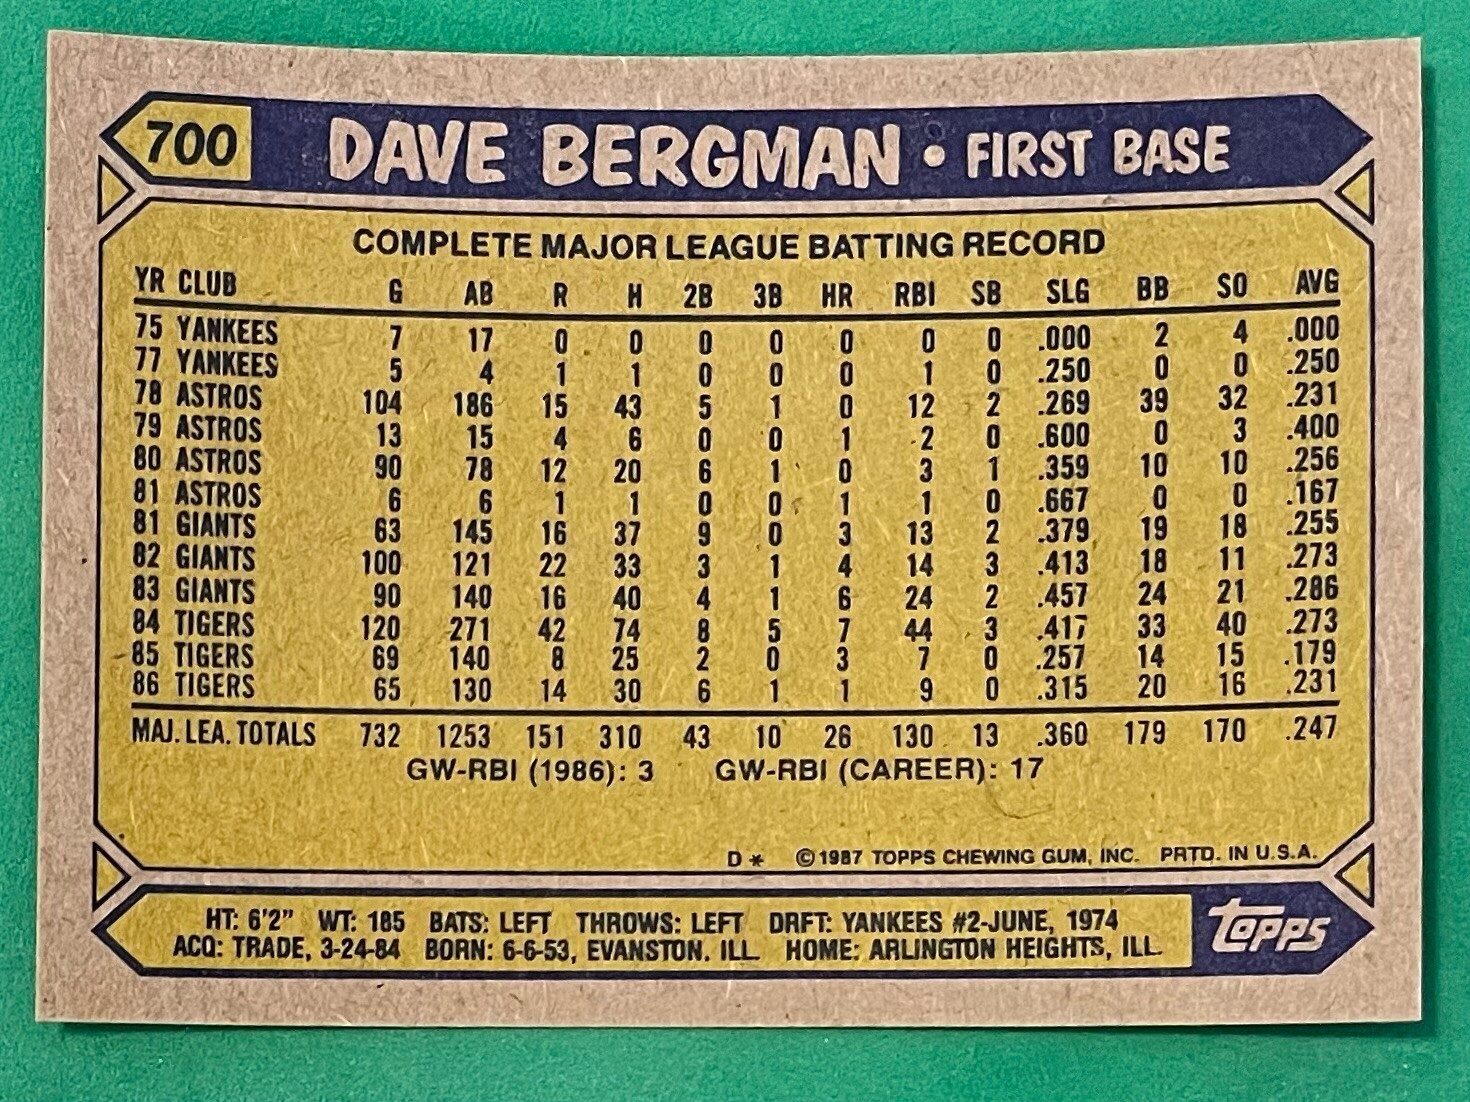 700 DAVE BERGMAN • FIRST BASE
COMPLETE MAJOR LEAGUE BATTING RECORD
YR CLUB G AB R H 2B 3B HR RBI SB SLG BB SO AVG
75 YANKEES 7 17 0 0 0 0 0 0 0 .000 2 4 .000
77 YANKEES 5 4 1 1 0 0 0 1 0 .250 0 0 .250
78 ASTROS 104 186 15 43 5 1 0 12 2 .269 39 32 .231
79 ASTROS 13 15 4 6 0 0 1 2 0 .600 0 3 .400
80 ASTROS 90 78 12 20 6 1 0 3 1 .359 10 10 .256
81 ASTROS 6 6 1 1 0 0 1 1 0 .667 0 0 .167
81 GIANTS 63 145 16 37 9 0 3 13 2 .379 19 18 .255
82 GIANTS 100 121 22 33 3 1 4 14 3 .413 18 11 .273
83 GIANTS 90 140 16 40 4 1 6 24 2 .457 24 21 .286
84 TIGERS 120 271 42 74 8 5 7 44 3 .417 33 40 .273
85 TIGERS 69 140 8 25 2 0 3 7 0 .257 14 15 .179
86 TIGERS 65 130 14 30 6 1 1 9 0 .315 20 16 .231
MAJ. LEA. TOTALS 732 1253 151 310 43 10 26 130 13 .360 179 170 .247
GW-RBI (1986): 3 GW-RBI (CAREER): 17
D* ©1987 TOPPS CHEWING GUM, INC. PRTD. IN U.S.A.
HT: 6'2" WT: 185 BATS: LEFT THROWS: LEFT DRFT: YANKEES #2-JUNE, 1974
ACQ: TRADE, 3-24-84 BORN: 6-6-53, EVANSTON. ILL. HOME: ARLINGTON HEIGHTS, ILL.
TOPPS